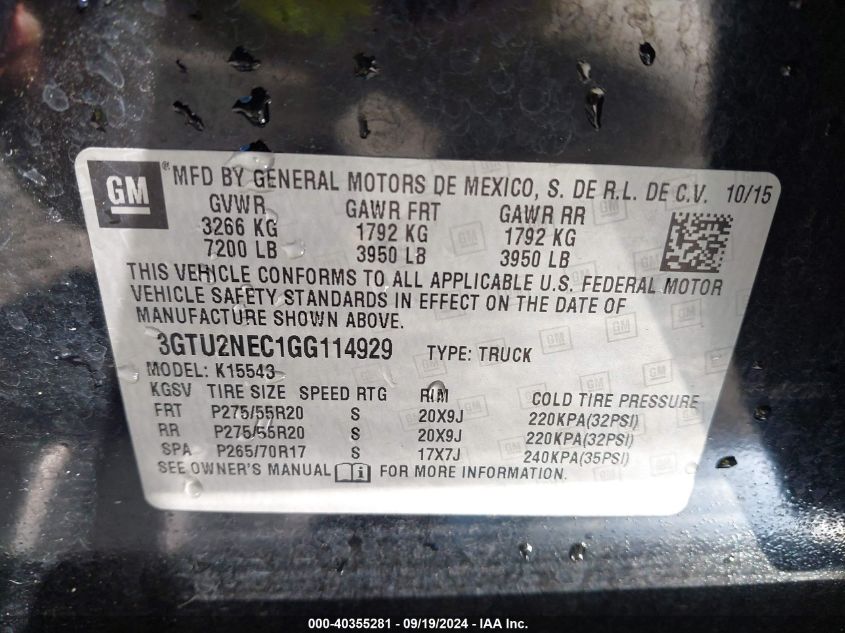 GM ® MFD BY GENERAL MOTORS DE MEXICO, S. DE R.L. DE C.V. 10/15
GVWR GAWR FRT GAWR RR
3266 KG 1792 KG 1792 KG
7200 LB 3950 LB 3950 LB
THIS VEHICLE CONFORMS TO ALL APPLICABLE U.S. FEDERAL MOTOR
VEHICLE SAFETY STANDARDS IN EFFECT ON THE DATE OF
MANUFACTURE SHOWN ABOVE.
3GTU2NEC1GG114929 TYPE: TRUCK
MODEL: K15543
KGSV TIRE SIZE SPEED RTG RIM COLD TIRE PRESSURE
FRT P275/55R20 S 20X9J 220KPA(32PSI)
RR P275/55R20 S 20X9J 220KPA(32PSI)
SPA P265/70R17 S 17X7J 240KPA(35PSI)
SEE OWNER'S MANUAL FOR MORE INFORMATION.
000-40355281 - 09/19/2024 - IAA Inc.